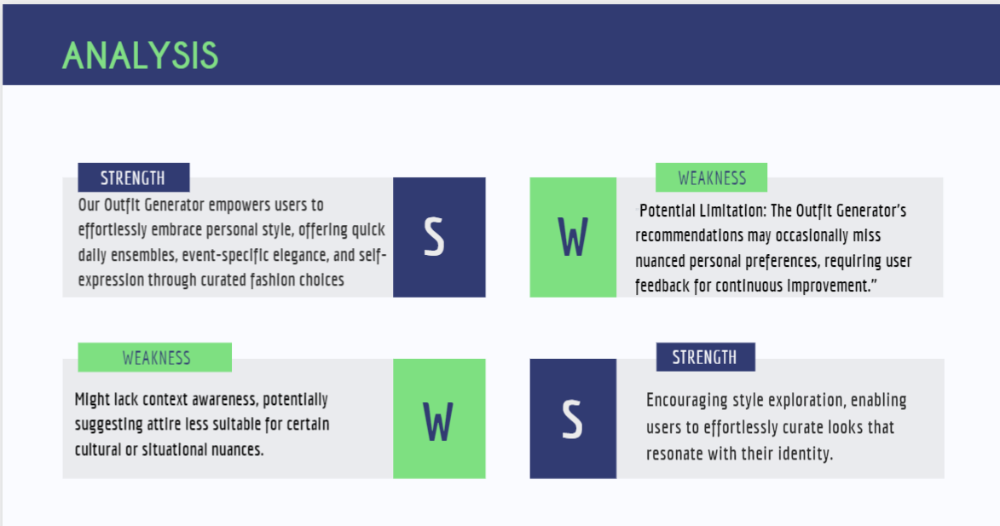 ANALYSIS
STRENGTH
Our Outfit Generator empowers users to
effortlessly embrace personal style, offering quick
daily ensembles, event-specific elegance, and self-
expression through curated fashion choices
S
W
WEAKNESS
Potential Limitation: The Outfit Generator's
recommendations may occasionally miss
nuanced personal preferences, requiring user
feedback for continuous improvement."
WEAKNESS
Might lack context awareness, potentially
suggesting attire less suitable for certain
cultural or situational nuances.
W
S
STRENGTH
Encouraging style exploration, enabling
users to effortlessly curate looks that
resonate with their identity.